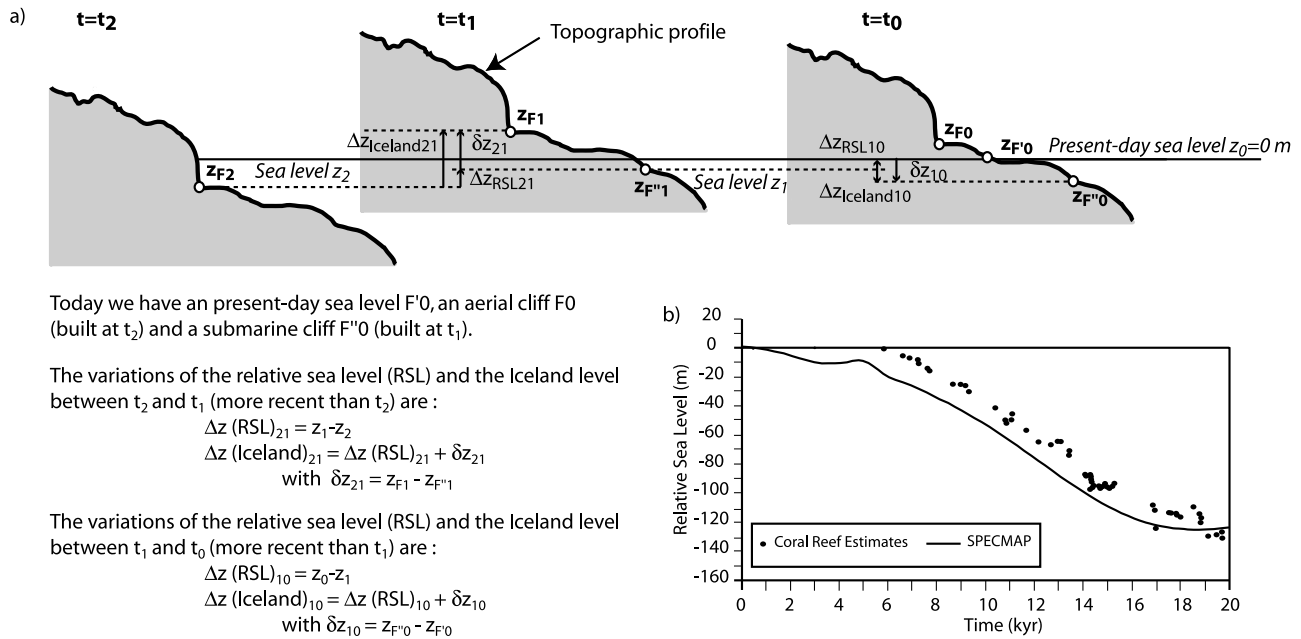 a)
t=t2
t=t1
t=t0
Topographic profile
zF2
Sea level z2
ΔzIceland21
δz21
ΔzRSL21
zF1
zF"1
Sea level z1
ΔzRSL10
ΔzIceland10
δz10
zF0
zF'0
zF"0
Present-day sea level z0=0 m
Today we have an present-day sea level F'0, an aerial cliff F0
(built at t2) and a submarine cliff F"0 (built at t1).
The variations of the relative sea level (RSL) and the Iceland level
between t2 and t1 (more recent than t2) are :
Δz (RSL)21 = z1-z2
Δz (Iceland)21 = Δz (RSL)21 + δz21
with δz21 = zF1 - zF"1
The variations of the relative sea level (RSL) and the Iceland level
between t1 and t0 (more recent than t1) are :
Δz (RSL)10 = z0-z1
Δz (Iceland)10 = Δz (RSL)10 + δz10
with δz10 = zF"0 - zF'0
b)
Relative Sea Level (m)
20
0
-20
-40
-60
-80
-100
-120
-140
-160
Coral Reef Estimates
SPECMAP
0 2 4 6 8 10 12 14 16 18 20
Time (kyr)